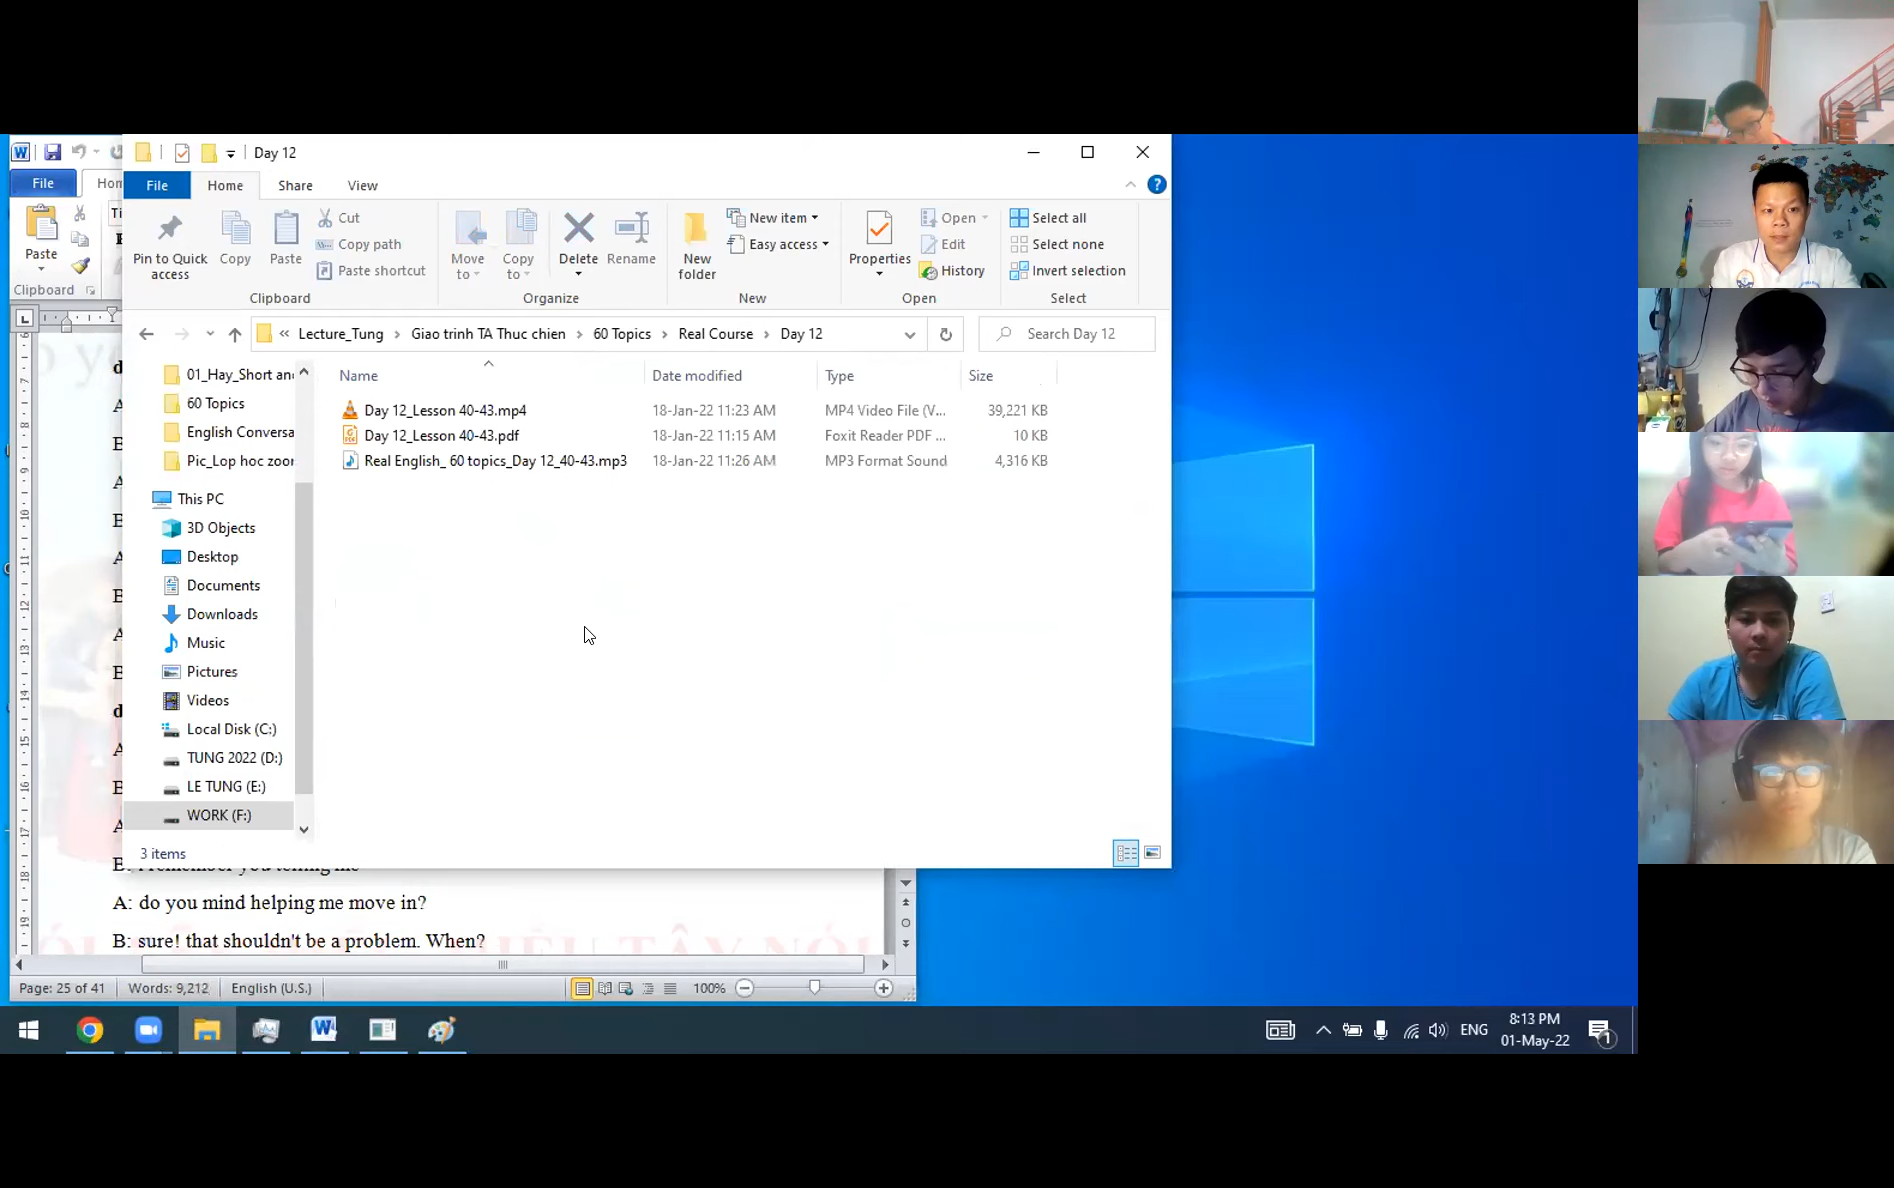 Day 12
File
Hom
File
Home
Share
View
?
Paste
Clipboard
Pin to Quick access
Copy
Paste
Cut
Copy path
Paste shortcut
Clipboard
Move to
Copy to
Delete
Rename
Organize
New folder
New item
Easy access
New
Properties
Open
Edit
History
Open
Select all
Select none
Invert selection
Select
« Lecture_Tung > Giao trinh TA Thuc chien > 60 Topics > Real Course > Day 12
Search Day 12
Name Date modified Type Size
Day 12_Lesson 40-43.mp4 18-Jan-22 11:23 AM MP4 Video File (V... 39,221 KB
Day 12_Lesson 40-43.pdf 18-Jan-22 11:15 AM Foxit Reader PDF ... 10 KB
Real English_ 60 topics_Day 12_40-43.mp3 18-Jan-22 11:26 AM MP3 Format Sound 4,316 KB
01_Hay_Short an
60 Topics
English Conversa
Pic_Lop hoc zoor
This PC
3D Objects
Desktop
Documents
Downloads
Music
Pictures
Videos
Local Disk (C:)
TUNG 2022 (D:)
LE TUNG (E:)
WORK (F:)
3 items
B: I remember you telling me
A: do you mind helping me move in?
B: sure! that shouldn't be a problem. When?
Page: 25 of 41 Words: 9,212 English (U.S.) 100%
ENG
8:13 PM
01-May-22
1